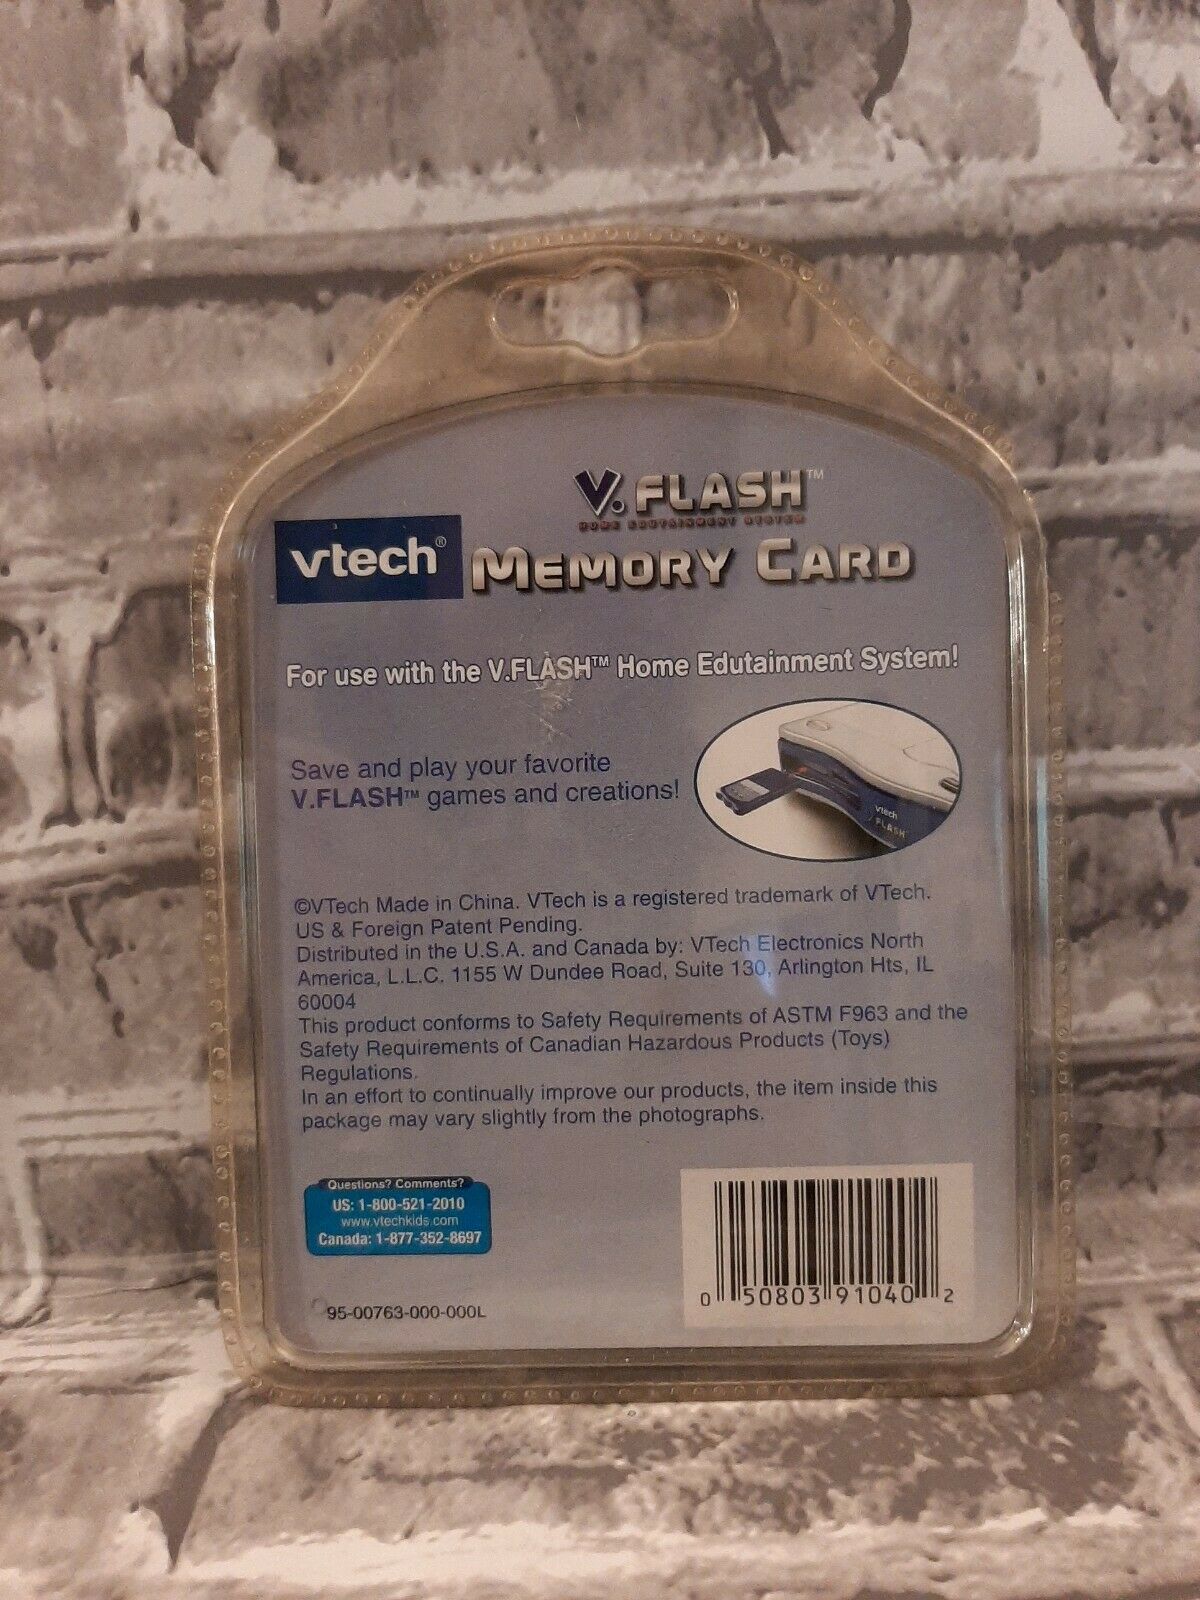 V.FLASH™
HOME EDUTAINMENT SYSTEM
vtech®
MEMORY CARD
For use with the V.FLASH™ Home Edutainment System!
Save and play your favorite
V.FLASH™ games and creations!
vtech
FLASH
©VTech Made in China. VTech is a registered trademark of VTech.
US & Foreign Patent Pending.
Distributed in the U.S.A. and Canada by: VTech Electronics North
America, L.L.C. 1155 W Dundee Road, Suite 130, Arlington Hts, IL
60004
This product conforms to Safety Requirements of ASTM F963 and the
Safety Requirements of Canadian Hazardous Products (Toys)
Regulations.
In an effort to continually improve our products, the item inside this
package may vary slightly from the photographs.
Questions? Comments?
US: 1-800-521-2010
www.vtechkids.com
Canada: 1-877-352-8697
95-00763-000-000L
0 50803 91040 2